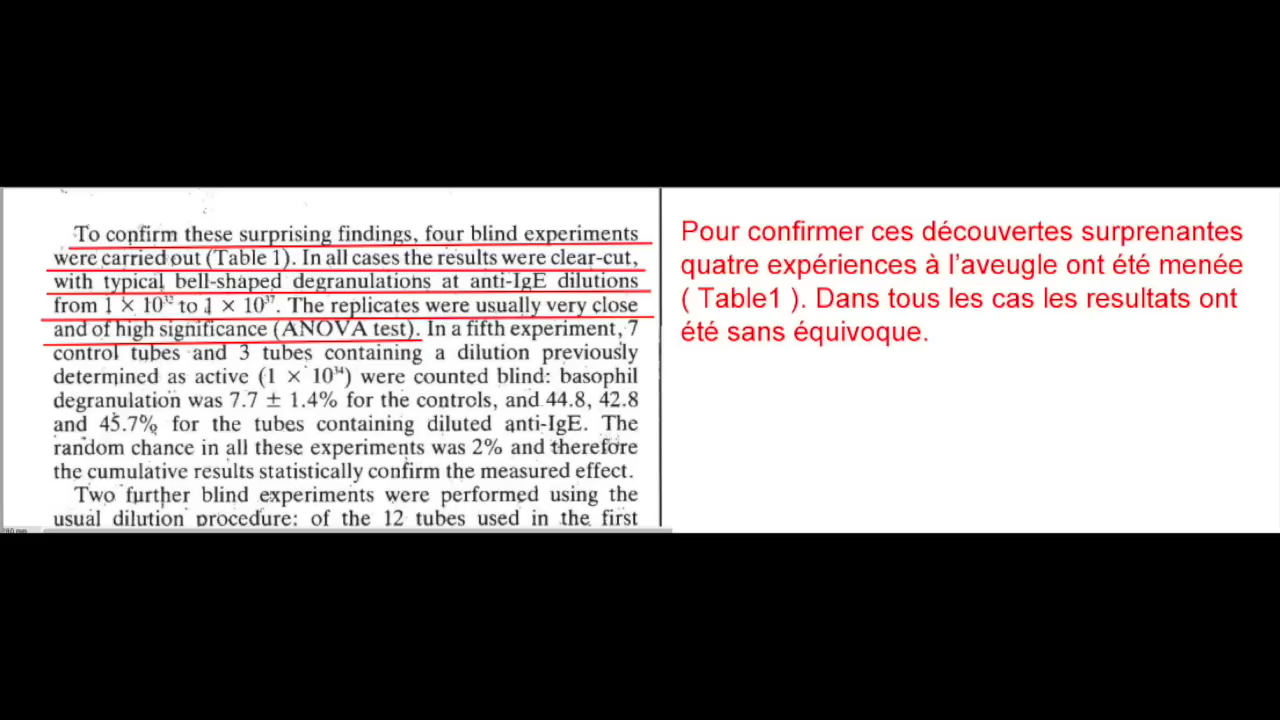 To confirm these surprising findings, four blind experiments
were carried out (Table 1). In all cases the results were clear-cut,
with typical bell-shaped degranulations at anti-IgE dilutions
from 1 × 10³² to 1 × 10³⁷. The replicates were usually very close
and of high significance (ANOVA test). In a fifth experiment, 7
control tubes and 3 tubes containing a dilution previously
determined as active (1 × 10³⁴) were counted blind: basophil
degranulation was 7.7 ± 1.4% for the controls, and 44.8, 42.8
and 45.7% for the tubes containing diluted anti-IgE. The
random chance in all these experiments was 2% and therefore
the cumulative results statistically confirm the measured effect.
Two further blind experiments were performed using the
usual dilution procedure: of the 12 tubes used in the first
Pour confirmer ces découvertes surprenantes
quatre expériences à l’aveugle ont été menée
( Table1 ). Dans tous les cas les resultats ont
été sans équivoque.